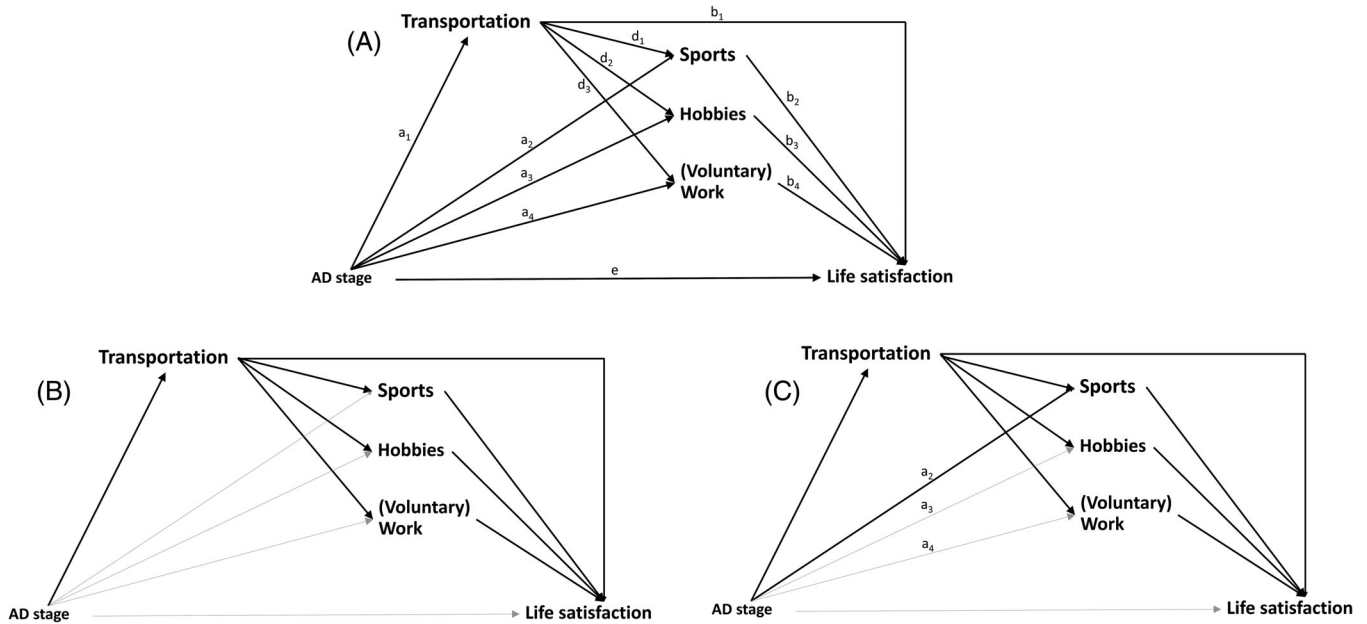 (A)
Transportation
b₁
d₁
Sports
d₂
d₃
b₂
Hobbies
a₁
a₂
b₃
a₃
(Voluntary)
Work
b₄
a₄
AD stage
e
Life satisfaction
(B)
Transportation
Sports
Hobbies
(Voluntary)
Work
AD stage
Life satisfaction
(C)
Transportation
Sports
Hobbies
a₂
a₃
(Voluntary)
Work
a₄
AD stage
Life satisfaction